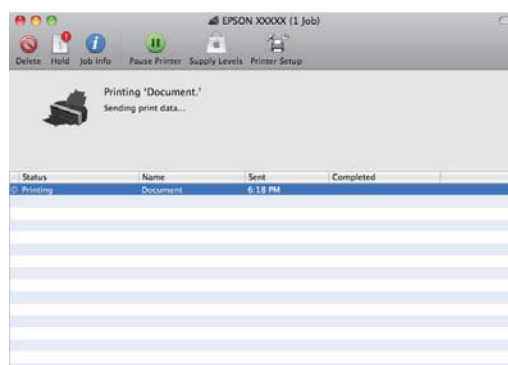 EPSON XXXXX (1 Job)
Delete Hold Job Info Pause Printer Supply Levels Printer Setup
Printing 'Document.'
Sending print data...
Status Name Sent Completed
Printing Document 6:18 PM